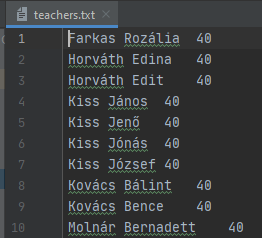 teachers.txt
1 Farkas Rozália 40
2 Horváth Edina 40
3 Horváth Edit 40
4 Kiss János 40
5 Kiss Jenő 40
6 Kiss Jónás 40
7 Kiss József 40
8 Kovács Bálint 40
9 Kovács Bence 40
10 Molnár Bernadett 40